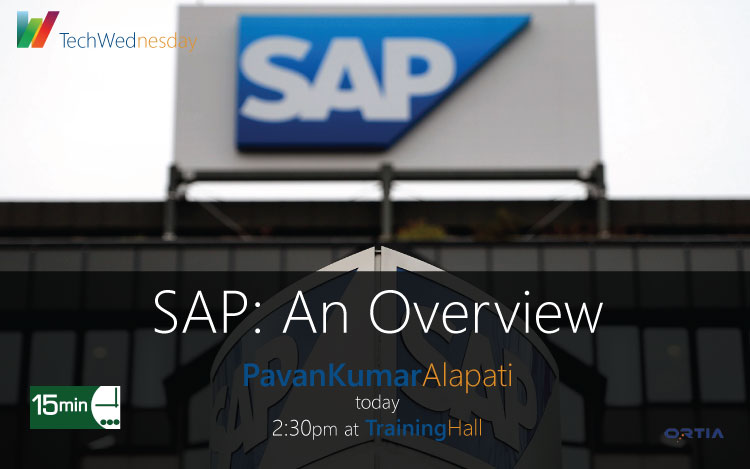 TechWednesday
SAP
SAP: An Overview
PavanKumarAlapati
today
2:30pm at TrainingHall
15min
ORTIA